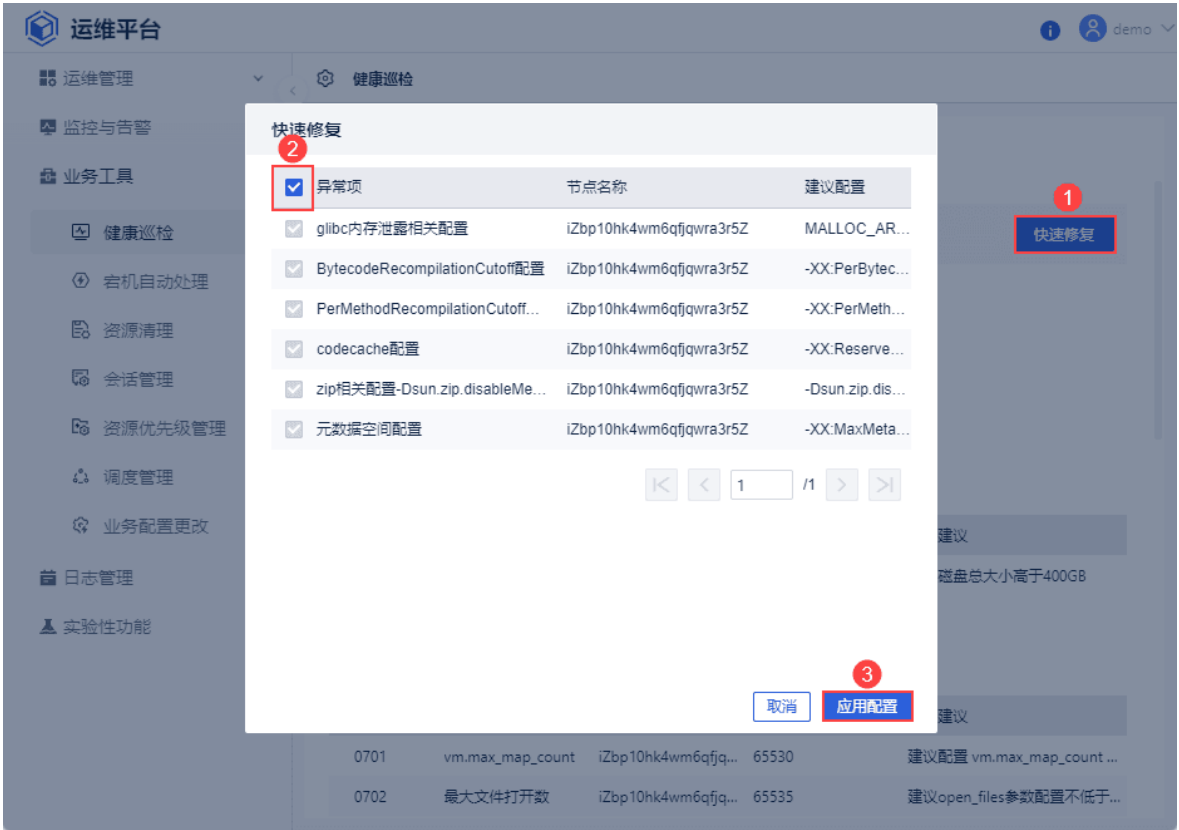 运维平台
demo
运维管理
健康巡检
监控与告警
业务工具
健康巡检
宕机自动处理
资源清理
会话管理
资源优先级管理
调度管理
业务配置更改
日志管理
实验性功能
1
快速修复
快速修复
2
异常项 节点名称 建议配置
glibc内存泄露相关配置 iZbp10hk4wm6qfjqwra3r5Z MALLOC_AR...
BytecodeRecompilationCutoff配置 iZbp10hk4wm6qfjqwra3r5Z -XX:PerBytec...
PerMethodRecompilationCutoff... iZbp10hk4wm6qfjqwra3r5Z -XX:PerMeth...
codecache配置 iZbp10hk4wm6qfjqwra3r5Z -XX:Reserve...
zip相关配置-Dsun.zip.disableMe... iZbp10hk4wm6qfjqwra3r5Z -Dsun.zip.dis...
元数据空间配置 iZbp10hk4wm6qfjqwra3r5Z -XX:MaxMeta...
1 /1
3
取消 应用配置
建议
磁盘总大小高于400GB
建议
0701 vm.max_map_count iZbp10hk4wm6qfjq... 65530 建议配置 vm.max_map_count ...
0702 最大文件打开数 iZbp10hk4wm6qfjq... 65535 建议open_files参数配置不低于...